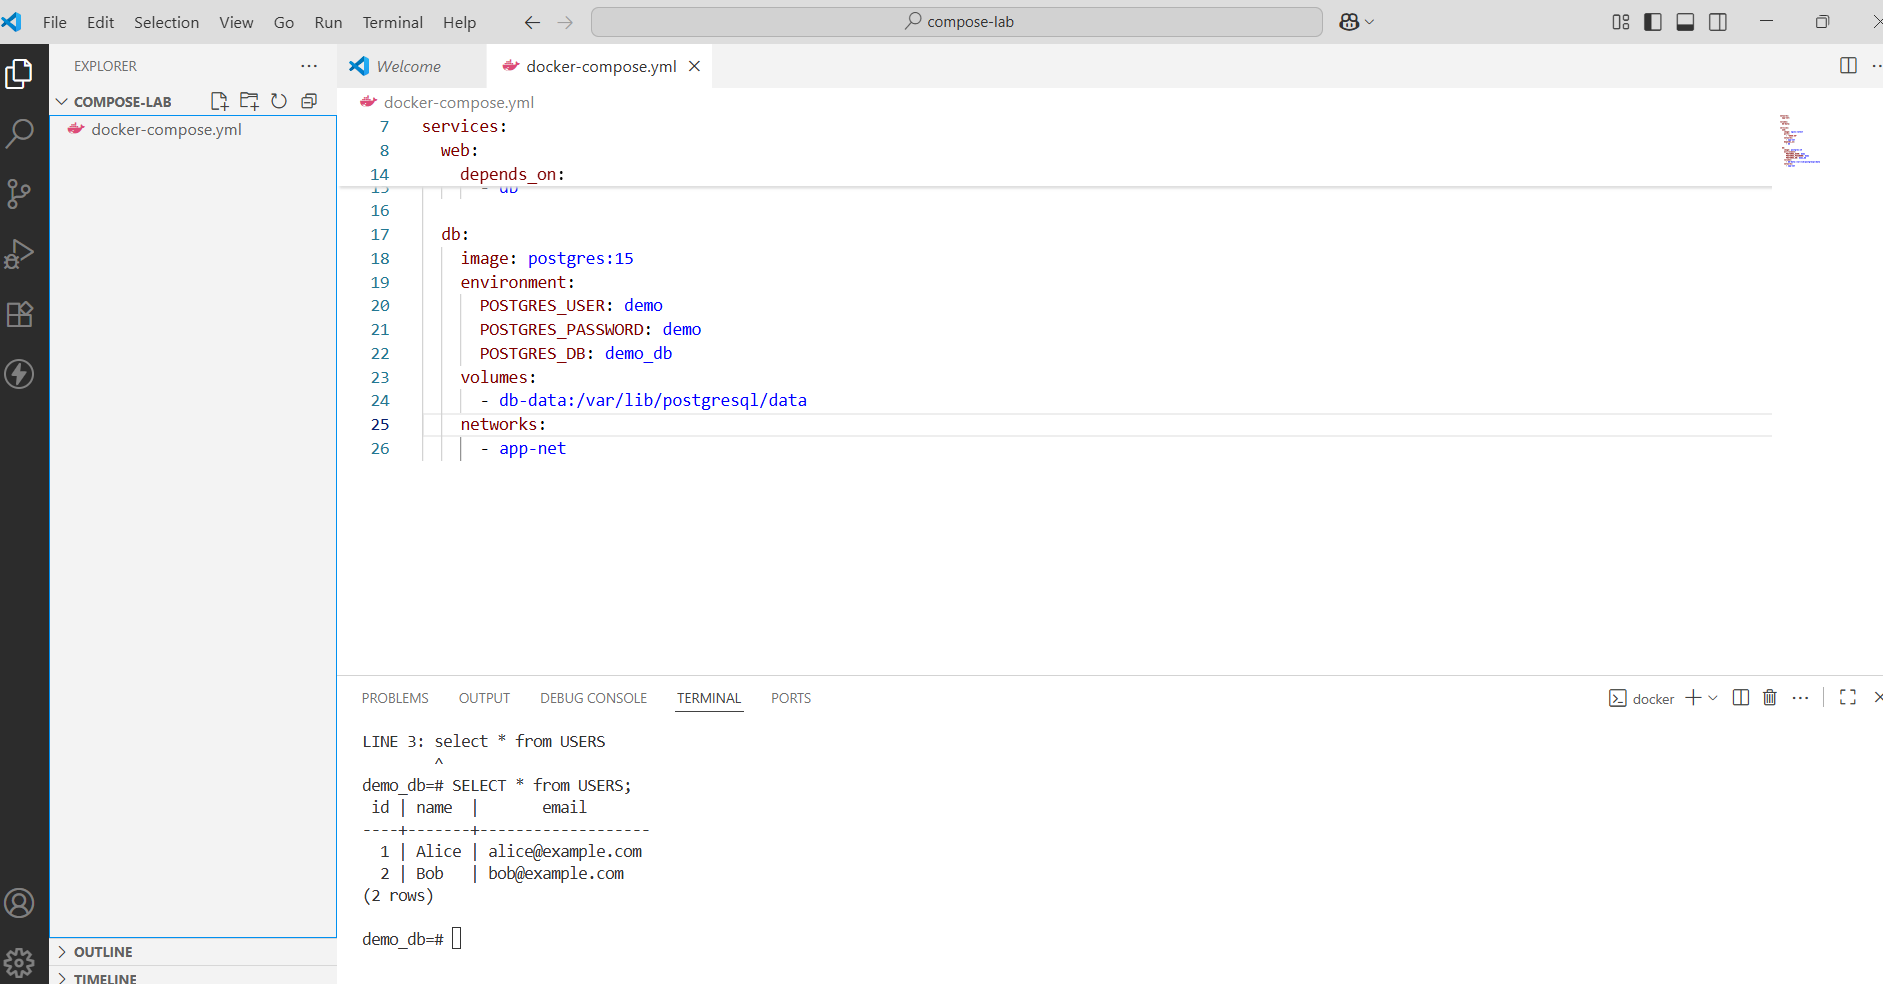 File Edit Selection View Go Run Terminal Help
compose-lab
EXPLORER
COMPOSE-LAB
docker-compose.yml
OUTLINE
TIMELINE
Welcome
docker-compose.yml
docker-compose.yml
7 services:
8 web:
14 depends_on:
15 - db
16
17 db:
18 image: postgres:15
19 environment:
20 POSTGRES_USER: demo
21 POSTGRES_PASSWORD: demo
22 POSTGRES_DB: demo_db
23 volumes:
24 - db-data:/var/lib/postgresql/data
25 networks:
26 - app-net
PROBLEMS OUTPUT DEBUG CONSOLE TERMINAL PORTS
docker
LINE 3: select * from USERS
^
demo_db=# SELECT * from USERS;
id | name | email
----+-------+-------------------
1 | Alice | alice@example.com
2 | Bob | bob@example.com
(2 rows)
demo_db=#